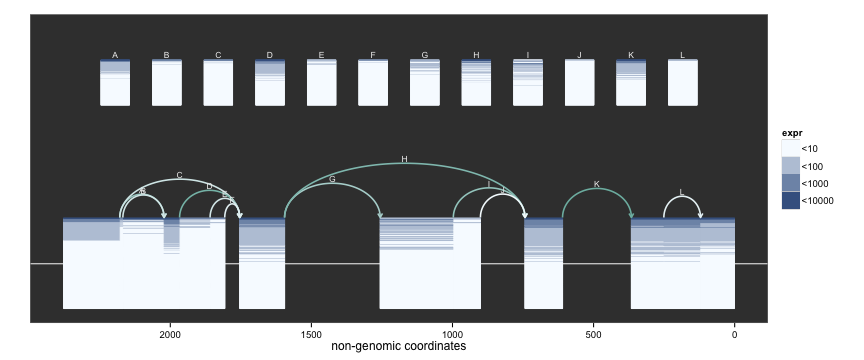 A B C D E F G H I J K L
expr
<10
<100
<1000
<10000
H
C
G
D
I
K
E
L
2000 1500 1000 500 0
non-genomic coordinates